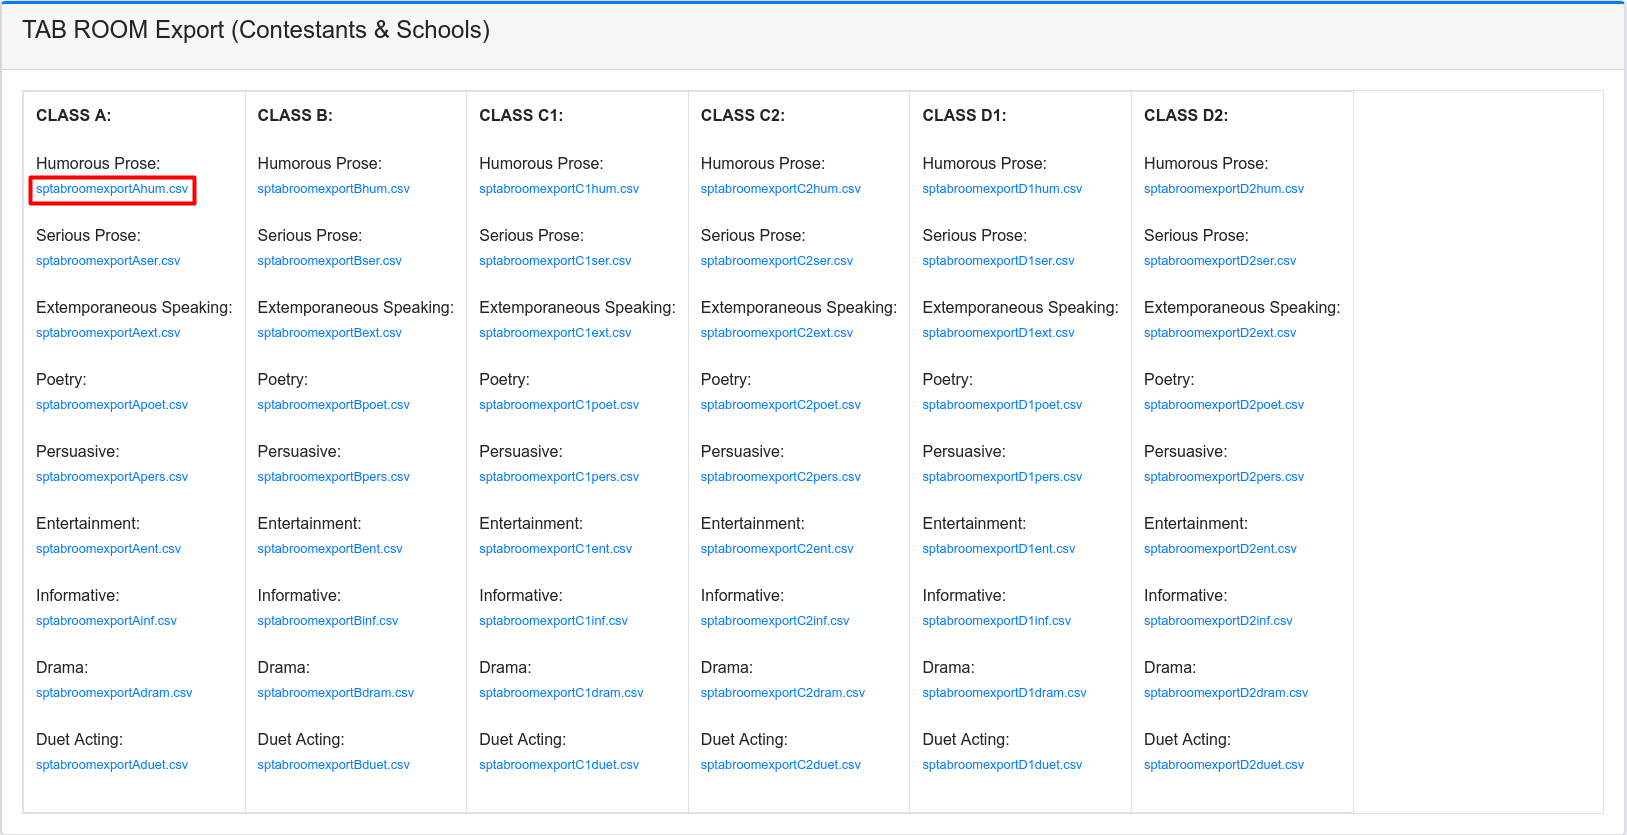 TAB ROOM Export (Contestants & Schools)
CLASS A:
Humorous Prose:
sptabroomexportAhum.csv
Serious Prose:
sptabroomexportAser.csv
Extemporaneous Speaking:
sptabroomexportAext.csv
Poetry:
sptabroomexportApoet.csv
Persuasive:
sptabroomexportApers.csv
Entertainment:
sptabroomexportAent.csv
Informative:
sptabroomexportAinf.csv
Drama:
sptabroomexportAdram.csv
Duet Acting:
sptabroomexportAduet.csv
CLASS B:
Humorous Prose:
sptabroomexportBhum.csv
Serious Prose:
sptabroomexportBser.csv
Extemporaneous Speaking:
sptabroomexportBext.csv
Poetry:
sptabroomexportBpoet.csv
Persuasive:
sptabroomexportBpers.csv
Entertainment:
sptabroomexportBent.csv
Informative:
sptabroomexportBinf.csv
Drama:
sptabroomexportBdram.csv
Duet Acting:
sptabroomexportBduet.csv
CLASS C1:
Humorous Prose:
sptabroomexportC1hum.csv
Serious Prose:
sptabroomexportC1ser.csv
Extemporaneous Speaking:
sptabroomexportC1ext.csv
Poetry:
sptabroomexportC1poet.csv
Persuasive:
sptabroomexportC1pers.csv
Entertainment:
sptabroomexportC1ent.csv
Informative:
sptabroomexportC1inf.csv
Drama:
sptabroomexportC1dram.csv
Duet Acting:
sptabroomexportC1duet.csv
CLASS C2:
Humorous Prose:
sptabroomexportC2hum.csv
Serious Prose:
sptabroomexportC2ser.csv
Extemporaneous Speaking:
sptabroomexportC2ext.csv
Poetry:
sptabroomexportC2poet.csv
Persuasive:
sptabroomexportC2pers.csv
Entertainment:
sptabroomexportC2ent.csv
Informative:
sptabroomexportC2inf.csv
Drama:
sptabroomexportC2dram.csv
Duet Acting:
sptabroomexportC2duet.csv
CLASS D1:
Humorous Prose:
sptabroomexportD1hum.csv
Serious Prose:
sptabroomexportD1ser.csv
Extemporaneous Speaking:
sptabroomexportD1ext.csv
Poetry:
sptabroomexportD1poet.csv
Persuasive:
sptabroomexportD1pers.csv
Entertainment:
sptabroomexportD1ent.csv
Informative:
sptabroomexportD1inf.csv
Drama:
sptabroomexportD1dram.csv
Duet Acting:
sptabroomexportD1duet.csv
CLASS D2:
Humorous Prose:
sptabroomexportD2hum.csv
Serious Prose:
sptabroomexportD2ser.csv
Extemporaneous Speaking:
sptabroomexportD2ext.csv
Poetry:
sptabroomexportD2poet.csv
Persuasive:
sptabroomexportD2pers.csv
Entertainment:
sptabroomexportD2ent.csv
Informative:
sptabroomexportD2inf.csv
Drama:
sptabroomexportD2dram.csv
Duet Acting:
sptabroomexportD2duet.csv